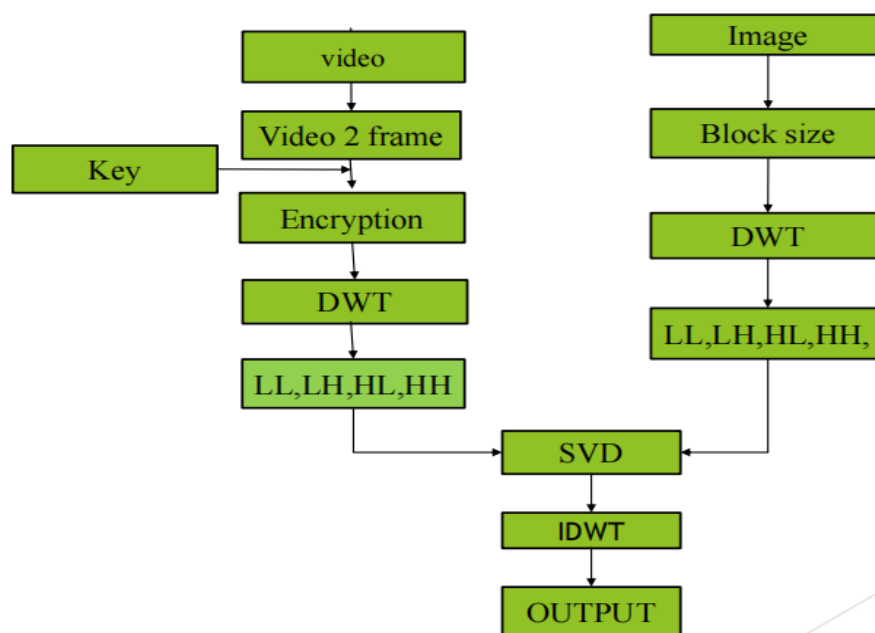 video
Video 2 frame
Key
Encryption
DWT
LL,LH,HL,HH
Image
Block size
DWT
LL,LH,HL,HH,
SVD
IDWT
OUTPUT